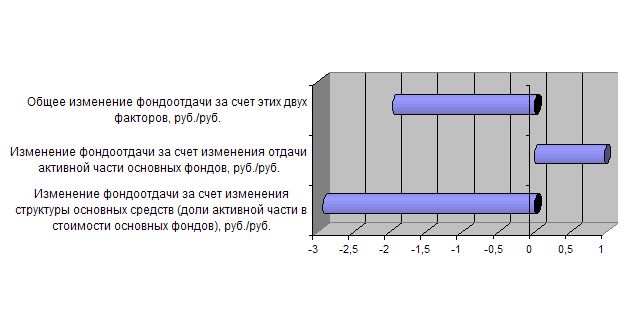 Общее изменение фондоотдачи за счет этих двух
факторов, руб./руб.
Изменение фондоотдачи за счет изменения отдачи
активной части основных фондов, руб./руб.
Изменение фондоотдачи за счет изменения
структуры основных средств (доли активной части в
стоимости основных фондов), руб./руб.
-3 -2,5 -2 -1,5 -1 -0,5 0 0,5 1